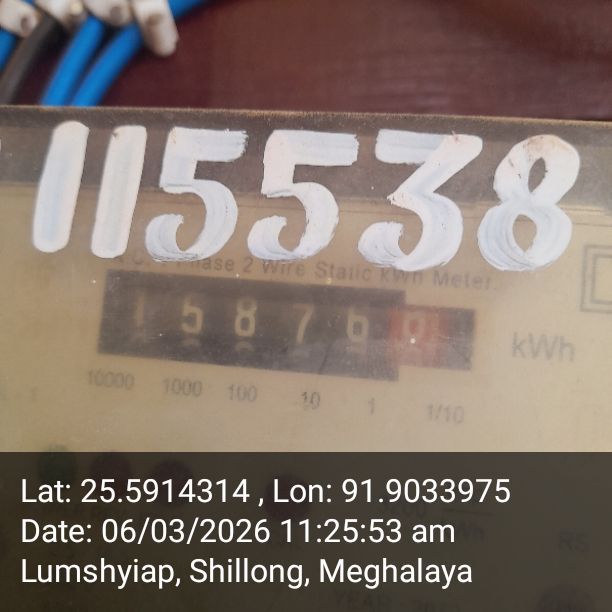 115538
Phase 2 Wire Static kWh Meter.
1 5 8 7 6
kWh
10000 1000 100 10 1 1/10
Lat: 25.5914314 , Lon: 91.9033975
Date: 06/03/2026 11:25:53 am
Lumshyiap, Shillong, Meghalaya